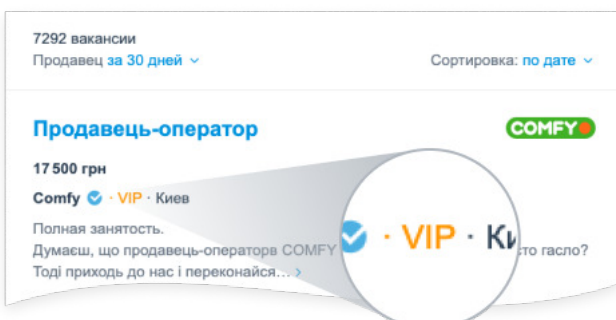 7292 вакансии
Продавец за 30 дней
Сортировка: по дате
Продавець-оператор
COMFY
17 500 грн
Comfy · VIP · Киев
Полная занятость.
Думаєш, що продавець-операторв COMFY
сто гасло?
Тоді приходь до нас і переконайся…
· VIP · Ки